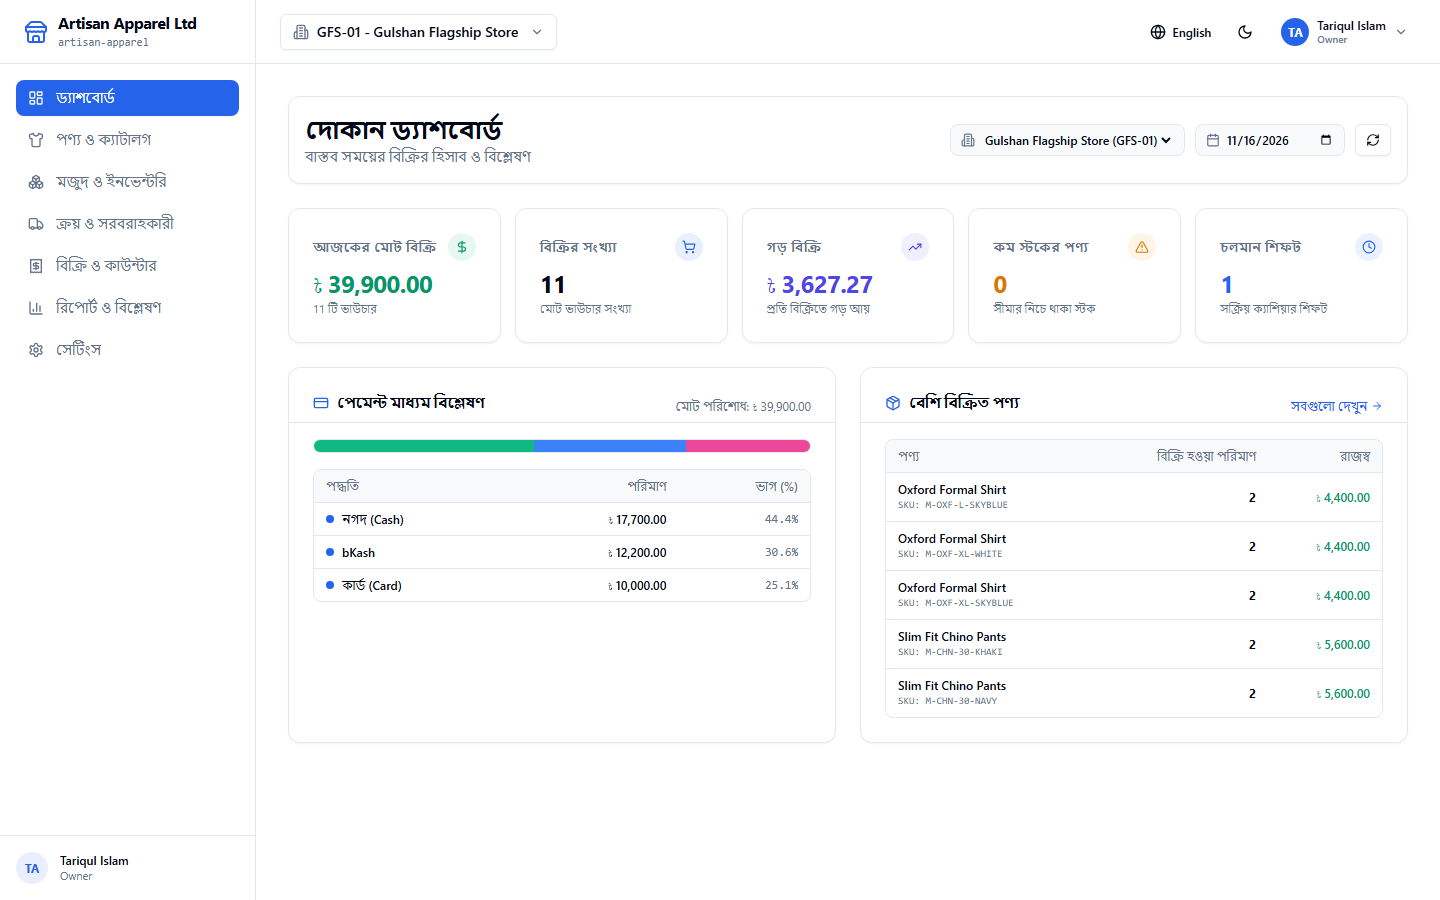 Artisan Apparel Ltd
artisan-apparel
GFS-01 - Gulshan Flagship Store
English
TA
Tariqul Islam
Owner
ড্যাশবোর্ড
পণ্য ও ক্যাটালগ
মজুদ ও ইনভেন্টরি
ক্রয় ও সরবরাহকারী
বিক্রি ও কাউন্টার
রিপোর্ট ও বিশ্লেষণ
সেটিংস
দোকান ড্যাশবোর্ড
বাস্তব সময়ের বিক্রির হিসাব ও বিশ্লেষণ
Gulshan Flagship Store (GFS-01)
11/16/2026
আজকের মোট বিক্রি
৳ 39,900.00
11 টি ভাউচার
বিক্রির সংখ্যা
11
মোট ভাউচার সংখ্যা
গড় বিক্রি
৳ 3,627.27
প্রতি বিক্রিতে গড় আয়
কম স্টকের পণ্য
0
সীমার নিচে থাকা স্টক
চলমান শিফট
1
সক্রিয় ক্যাশিয়ার শিফট
পেমেন্ট মাধ্যম বিশ্লেষণ
মোট পরিশোধ: ৳ 39,900.00
পদ্ধতি পরিমাণ ভাগ (%)
নগদ (Cash) ৳ 17,700.00 44.4%
bKash ৳ 12,200.00 30.6%
কার্ড (Card) ৳ 10,000.00 25.1%
বেশি বিক্রিত পণ্য
সবগুলো দেখুন →
পণ্য বিক্রি হওয়া পরিমাণ রাজস্ব
Oxford Formal Shirt 2 ৳ 4,400.00
SKU: M-OXF-L-SKYBLUE
Oxford Formal Shirt 2 ৳ 4,400.00
SKU: M-OXF-XL-WHITE
Oxford Formal Shirt 2 ৳ 4,400.00
SKU: M-OXF-XL-SKYBLUE
Slim Fit Chino Pants 2 ৳ 5,600.00
SKU: M-CHN-30-KHAKI
Slim Fit Chino Pants 2 ৳ 5,600.00
SKU: M-CHN-30-NAVY
TA
Tariqul Islam
Owner